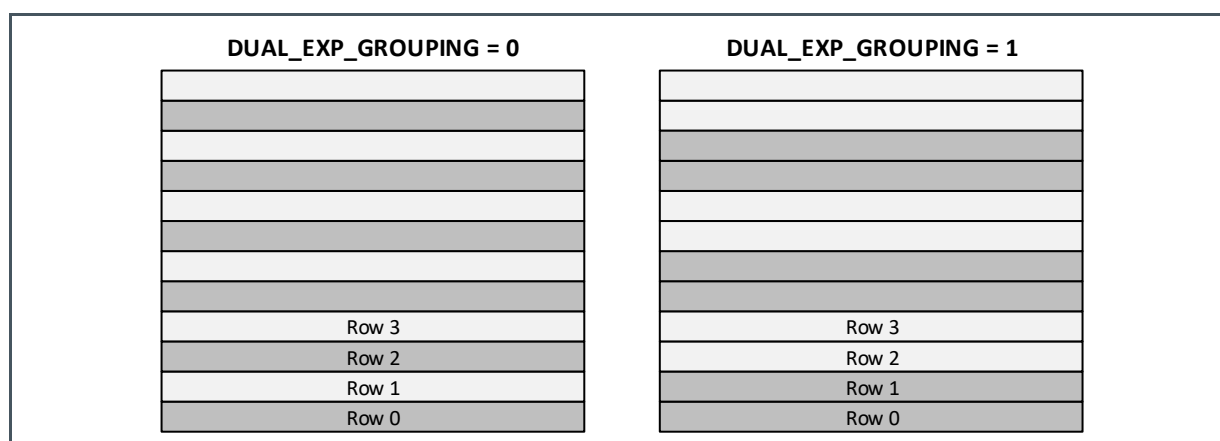 DUAL_EXP_GROUPING = 0
DUAL_EXP_GROUPING = 1
Row 3
Row 3
Row 2
Row 2
Row 1
Row 1
Row 0
Row 0